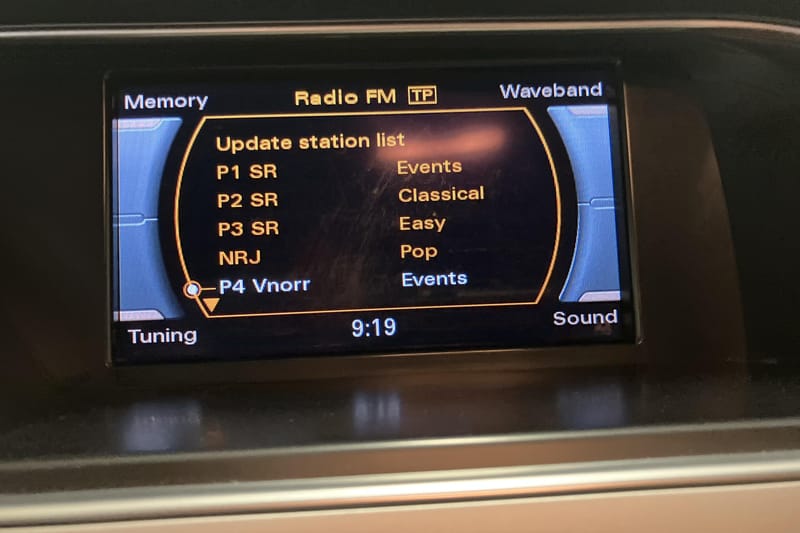 Memory Radio FM TP Waveband
Update station list
P1 SR Events
P2 SR Classical
P3 SR Easy
NRJ Pop
P4 Vnorr Events
Tuning 9:19 Sound